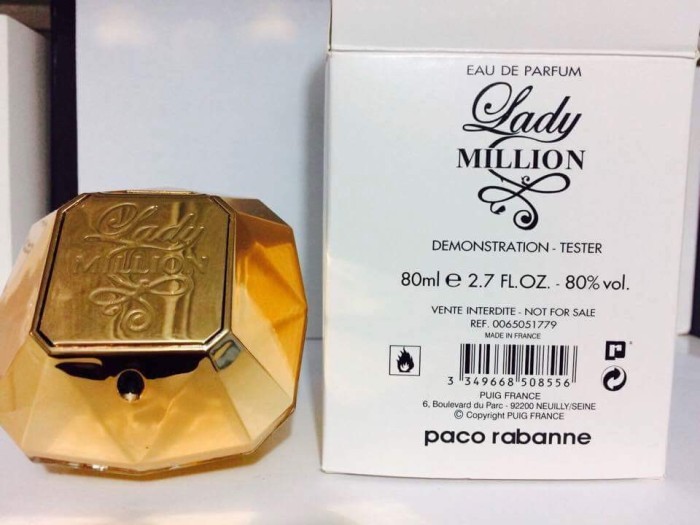 Lady
MILLION
EAU DE PARFUM
Lady
MILLION
DEMONSTRATION - TESTER
80ml e 2.7 FL.OZ. - 80% vol.
VENTE INTERDITE - NOT FOR SALE
REF. 0065051779
MADE IN FRANCE
3 349668 508556
PUIG FRANCE
6, Boulevard du Parc - 92200 NEUILLY/SEINE
© Copyright PUIG FRANCE
paco rabanne